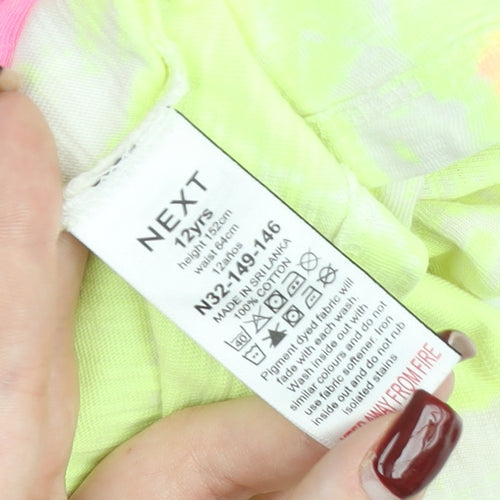 NEXT
12yrs
height 152cm
waist 64cm
12años
N32-149-146
MADE IN SRI LANKA
100% COTTON
40
Pigment dyed fabric will
fade with each wash.
Wash inside out with
similar colours and do not
use fabric softener. Iron
inside out and do not rub
isolated stains
AWAY FROM FIRE